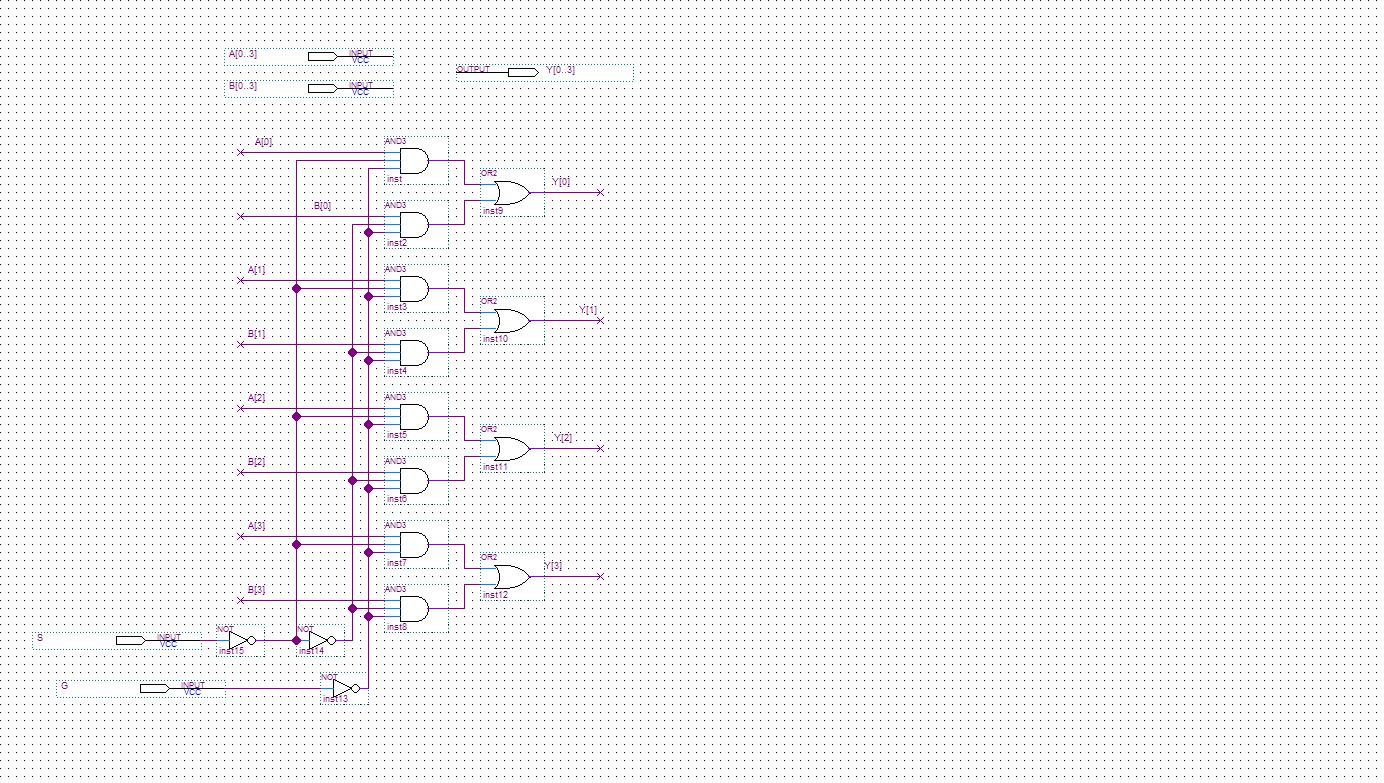 A[0..3] INPUT
VCC
OUTPUT Y[0..3]
B[0..3] INPUT
VCC
A[0]
AND3
inst
OR2
Y[0]
inst9
B[0]
AND3
inst2
A[1]
AND3
inst3
OR2
Y[1]
inst10
B[1]
AND3
inst4
A[2]
AND3
inst5
OR2
Y[2]
inst11
B[2]
AND3
inst6
A[3]
AND3
inst7
OR2
Y[3]
inst12
B[3]
AND3
inst8
S INPUT
VCC
NOT
inst15
NOT
inst14
G INPUT
VCC
NOT
inst13